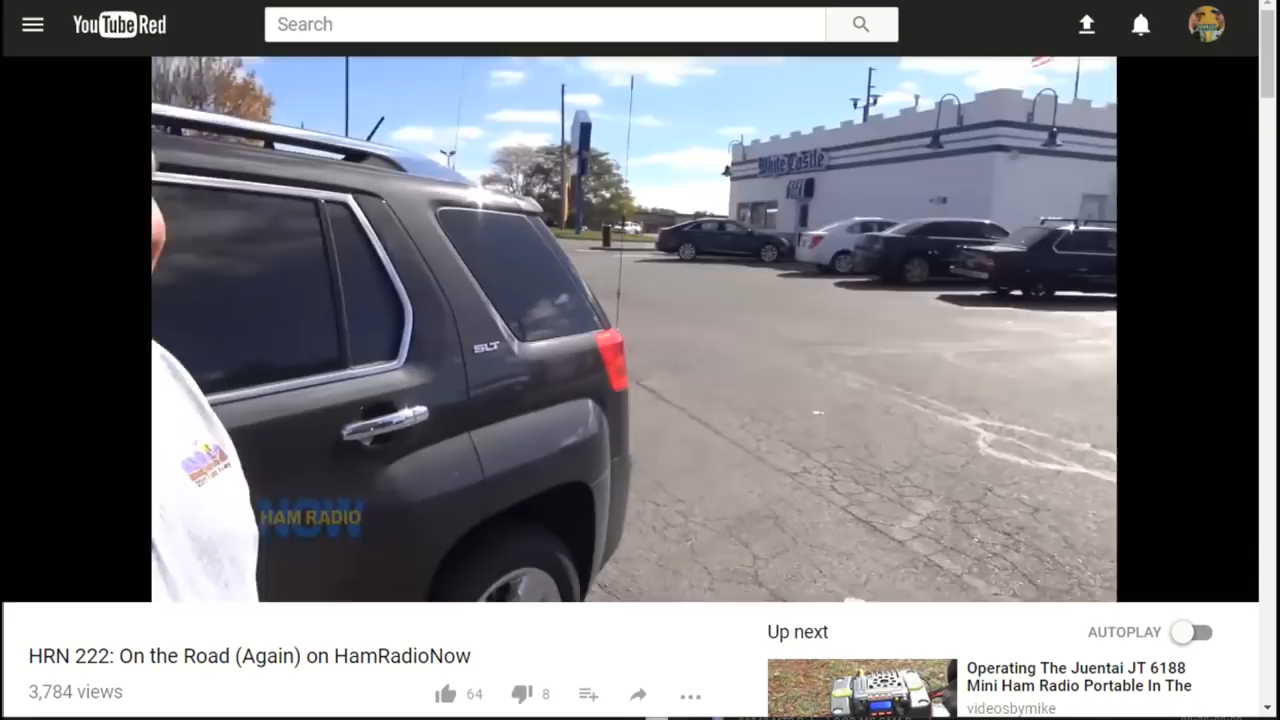 YouTube Red
Search
White Castle
SLT
NOW
HAM RADIO
HRN 222: On the Road (Again) on HamRadioNow
3,784 views
64
8
Up next
AUTOPLAY
Operating The Juentai JT 6188
Mini Ham Radio Portable In The
videosbymike